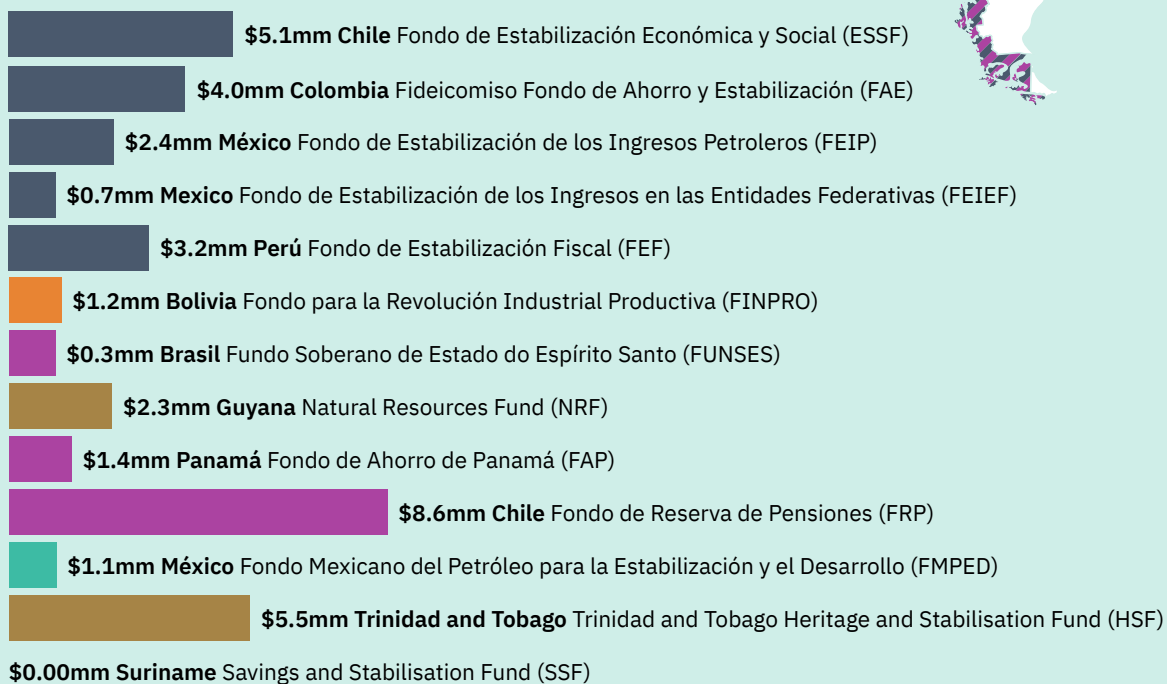 $5.1mm Chile Fondo de Estabilización Económica y Social (ESSF)
$4.0mm Colombia Fideicomiso Fondo de Ahorro y Estabilización (FAE)
$2.4mm México Fondo de Estabilización de los Ingresos Petroleros (FEIP)
$0.7mm Mexico Fondo de Estabilización de los Ingresos en las Entidades Federativas (FEIEF)
$3.2mm Perú Fondo de Estabilización Fiscal (FEF)
$1.2mm Bolivia Fondo para la Revolución Industrial Productiva (FINPRO)
$0.3mm Brasil Fundo Soberano de Estado do Espírito Santo (FUNSES)
$2.3mm Guyana Natural Resources Fund (NRF)
$1.4mm Panamá Fondo de Ahorro de Panamá (FAP)
$8.6mm Chile Fondo de Reserva de Pensiones (FRP)
$1.1mm México Fondo Mexicano del Petróleo para la Estabilización y el Desarrollo (FMPED)
$5.5mm Trinidad and Tobago Trinidad and Tobago Heritage and Stabilisation Fund (HSF)
$0.00mm Suriname Savings and Stabilisation Fund (SSF)